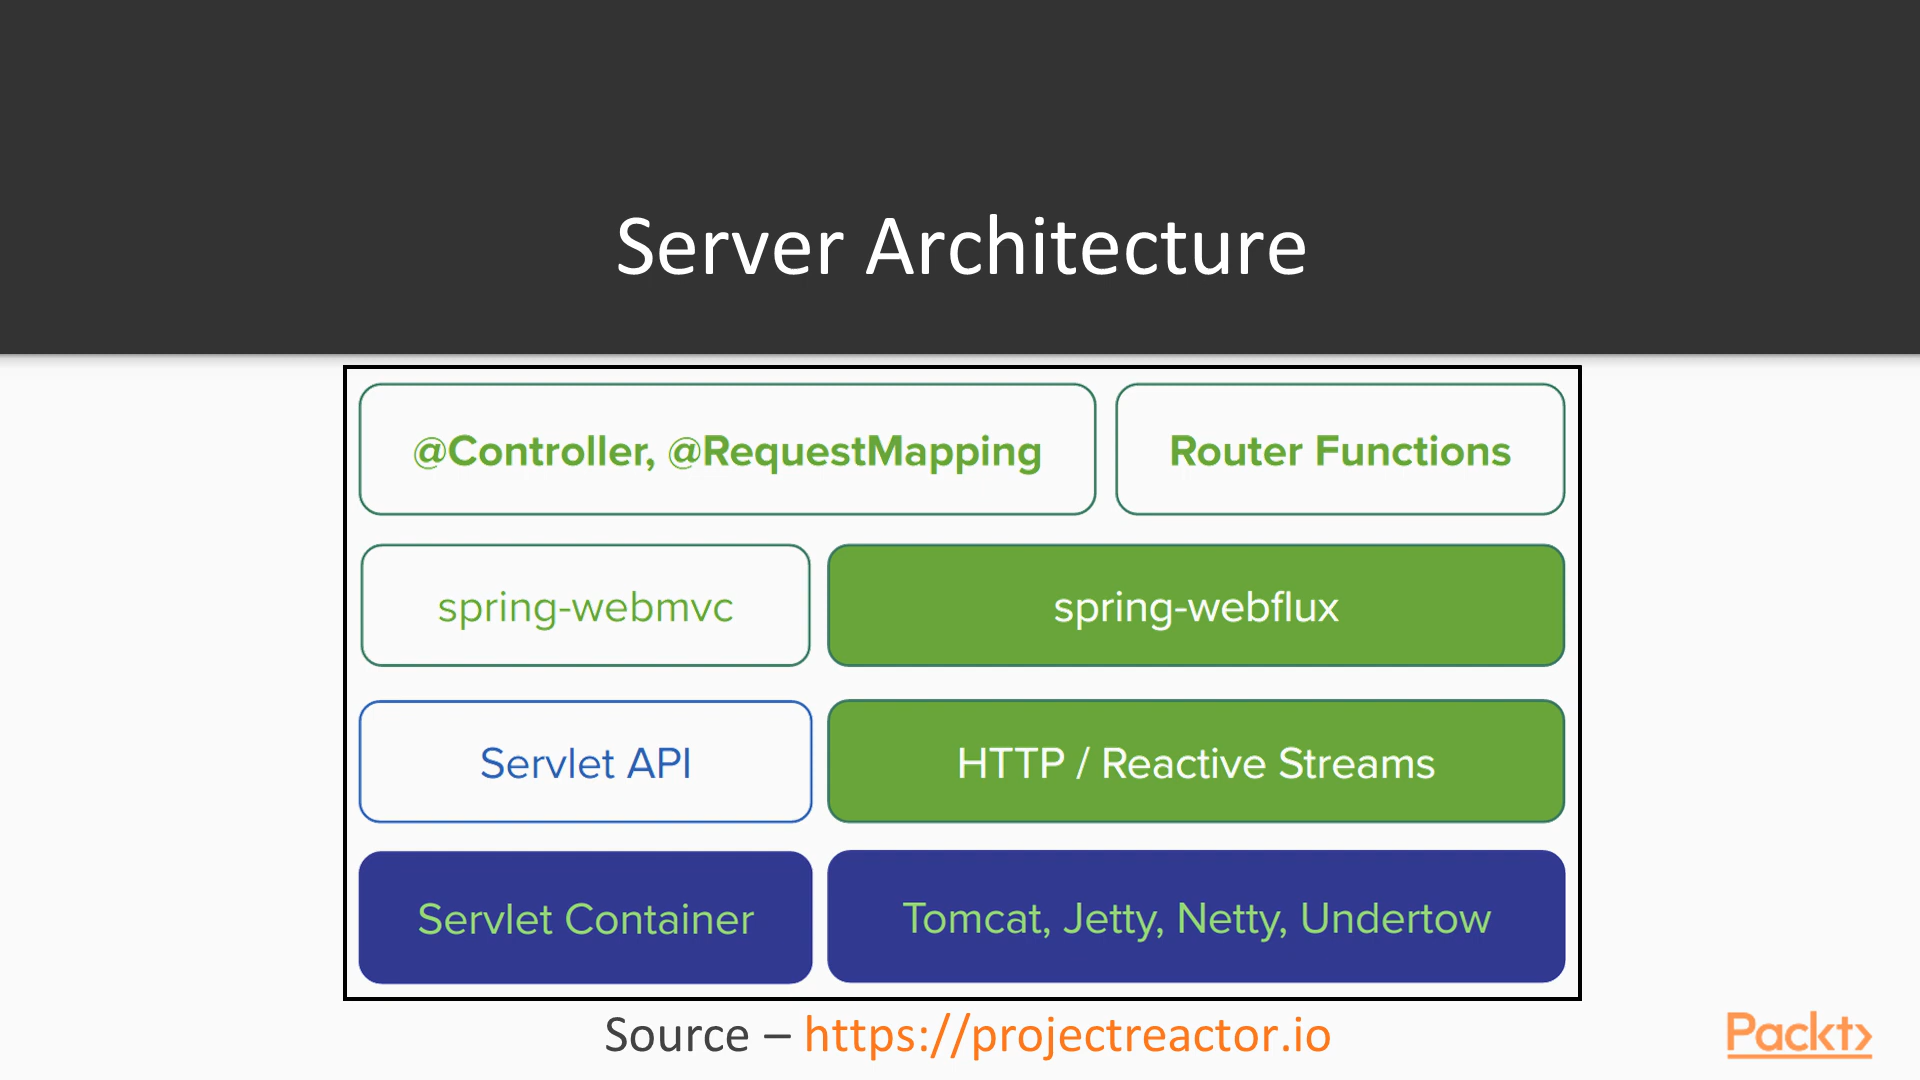 Server Architecture
@Controller, @RequestMapping
Router Functions
spring-webmvc
spring-webflux
Servlet API
HTTP / Reactive Streams
Servlet Container
Tomcat, Jetty, Netty, Undertow
Source – https://projectreactor.io
Packt>